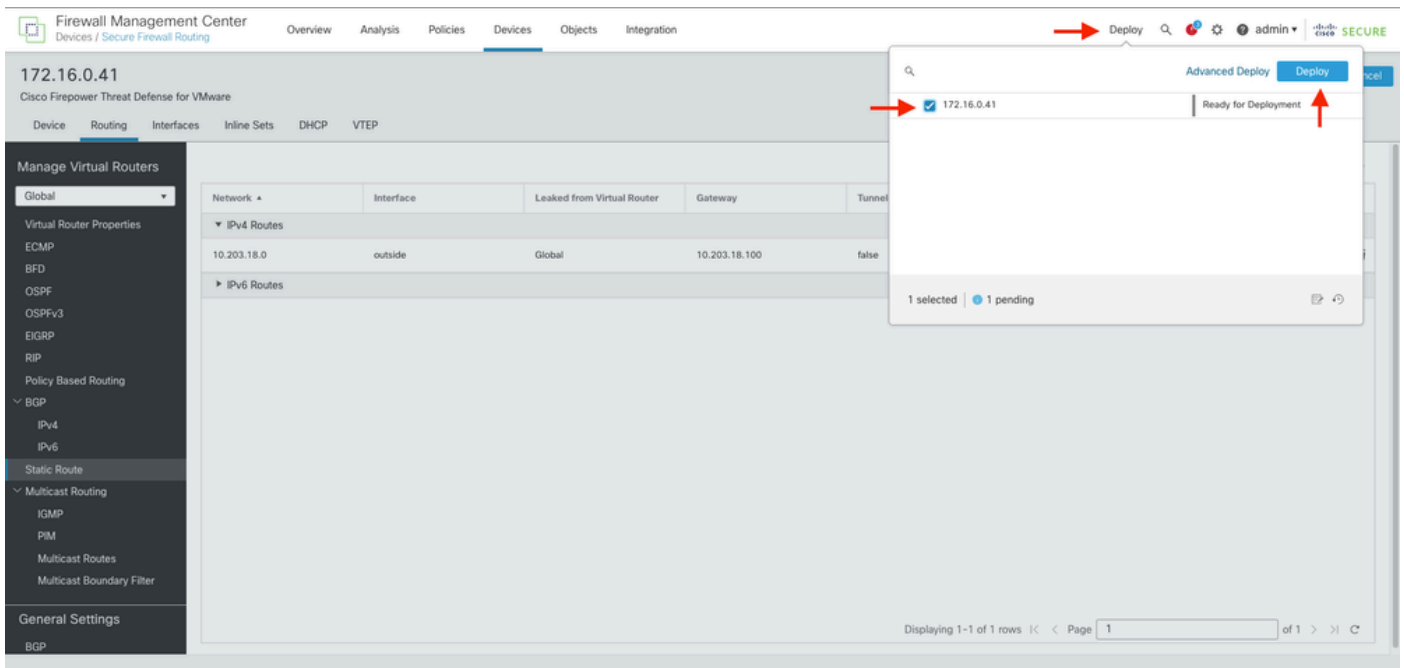 Firewall Management Center
Devices / Secure Firewall Routing
Overview Analysis Policies Devices Objects Integration
Deploy admin cisco SECURE
172.16.0.41
Cisco Firepower Threat Defense for VMware
Device Routing Interfaces Inline Sets DHCP VTEP
Advanced Deploy Deploy
172.16.0.41 Ready for Deployment
1 selected 1 pending
Manage Virtual Routers
Global
Virtual Router Properties
ECMP
BFD
OSPF
OSPFv3
EIGRP
RIP
Policy Based Routing
BGP
IPv4
IPv6
Static Route
Multicast Routing
IGMP
PIM
Multicast Routes
Multicast Boundary Filter
General Settings
BGP
Network Interface Leaked from Virtual Router Gateway Tunnel
IPv4 Routes
10.203.18.0 outside Global 10.203.18.100 false
IPv6 Routes
Displaying 1-1 of 1 rows Page 1 of 1